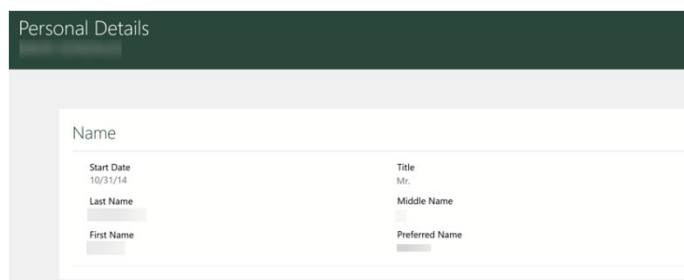 Personal Details
Name
Start Date
Title
10/31/14
Mr.
Last Name
Middle Name
First Name
Preferred Name